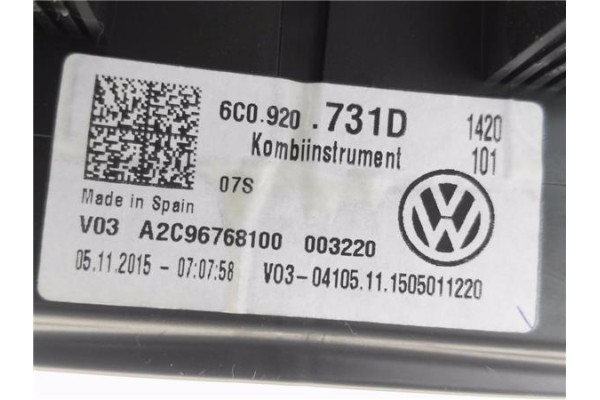 6C0.920 .731D 1420
Kombiinstrument 101
07S
Made in Spain
V03 A2C96768100 003220
05.11.2015 - 07:07:58 V03-04105.11.1505011220